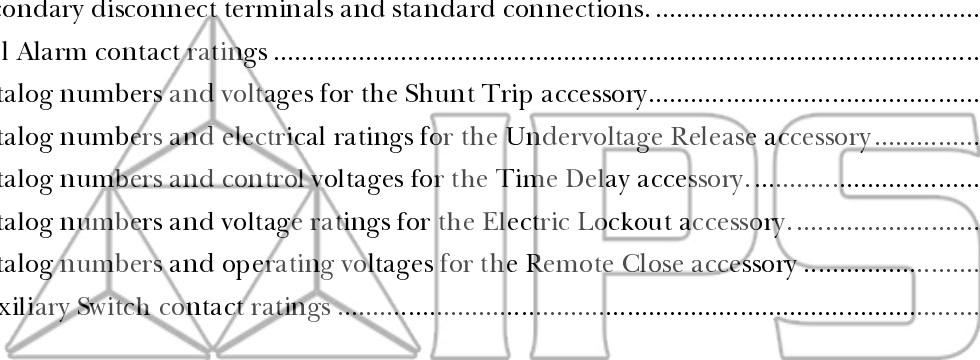 condary disconnect terminals and standard connections. ..................................................
l Alarm contact ratings ..........................................................................................................
talog numbers and voltages for the Shunt Trip accessory..................................................
talog numbers and electrical ratings for the Undervoltage Release accessory................
talog numbers and control voltages for the Time Delay accessory...................................
talog numbers and voltage ratings for the Electric Lockout accessory.............................
talog numbers and operating voltages for the Remote Close accessory ..........................
xiliary Switch contact ratings ................................................................................................
IPS